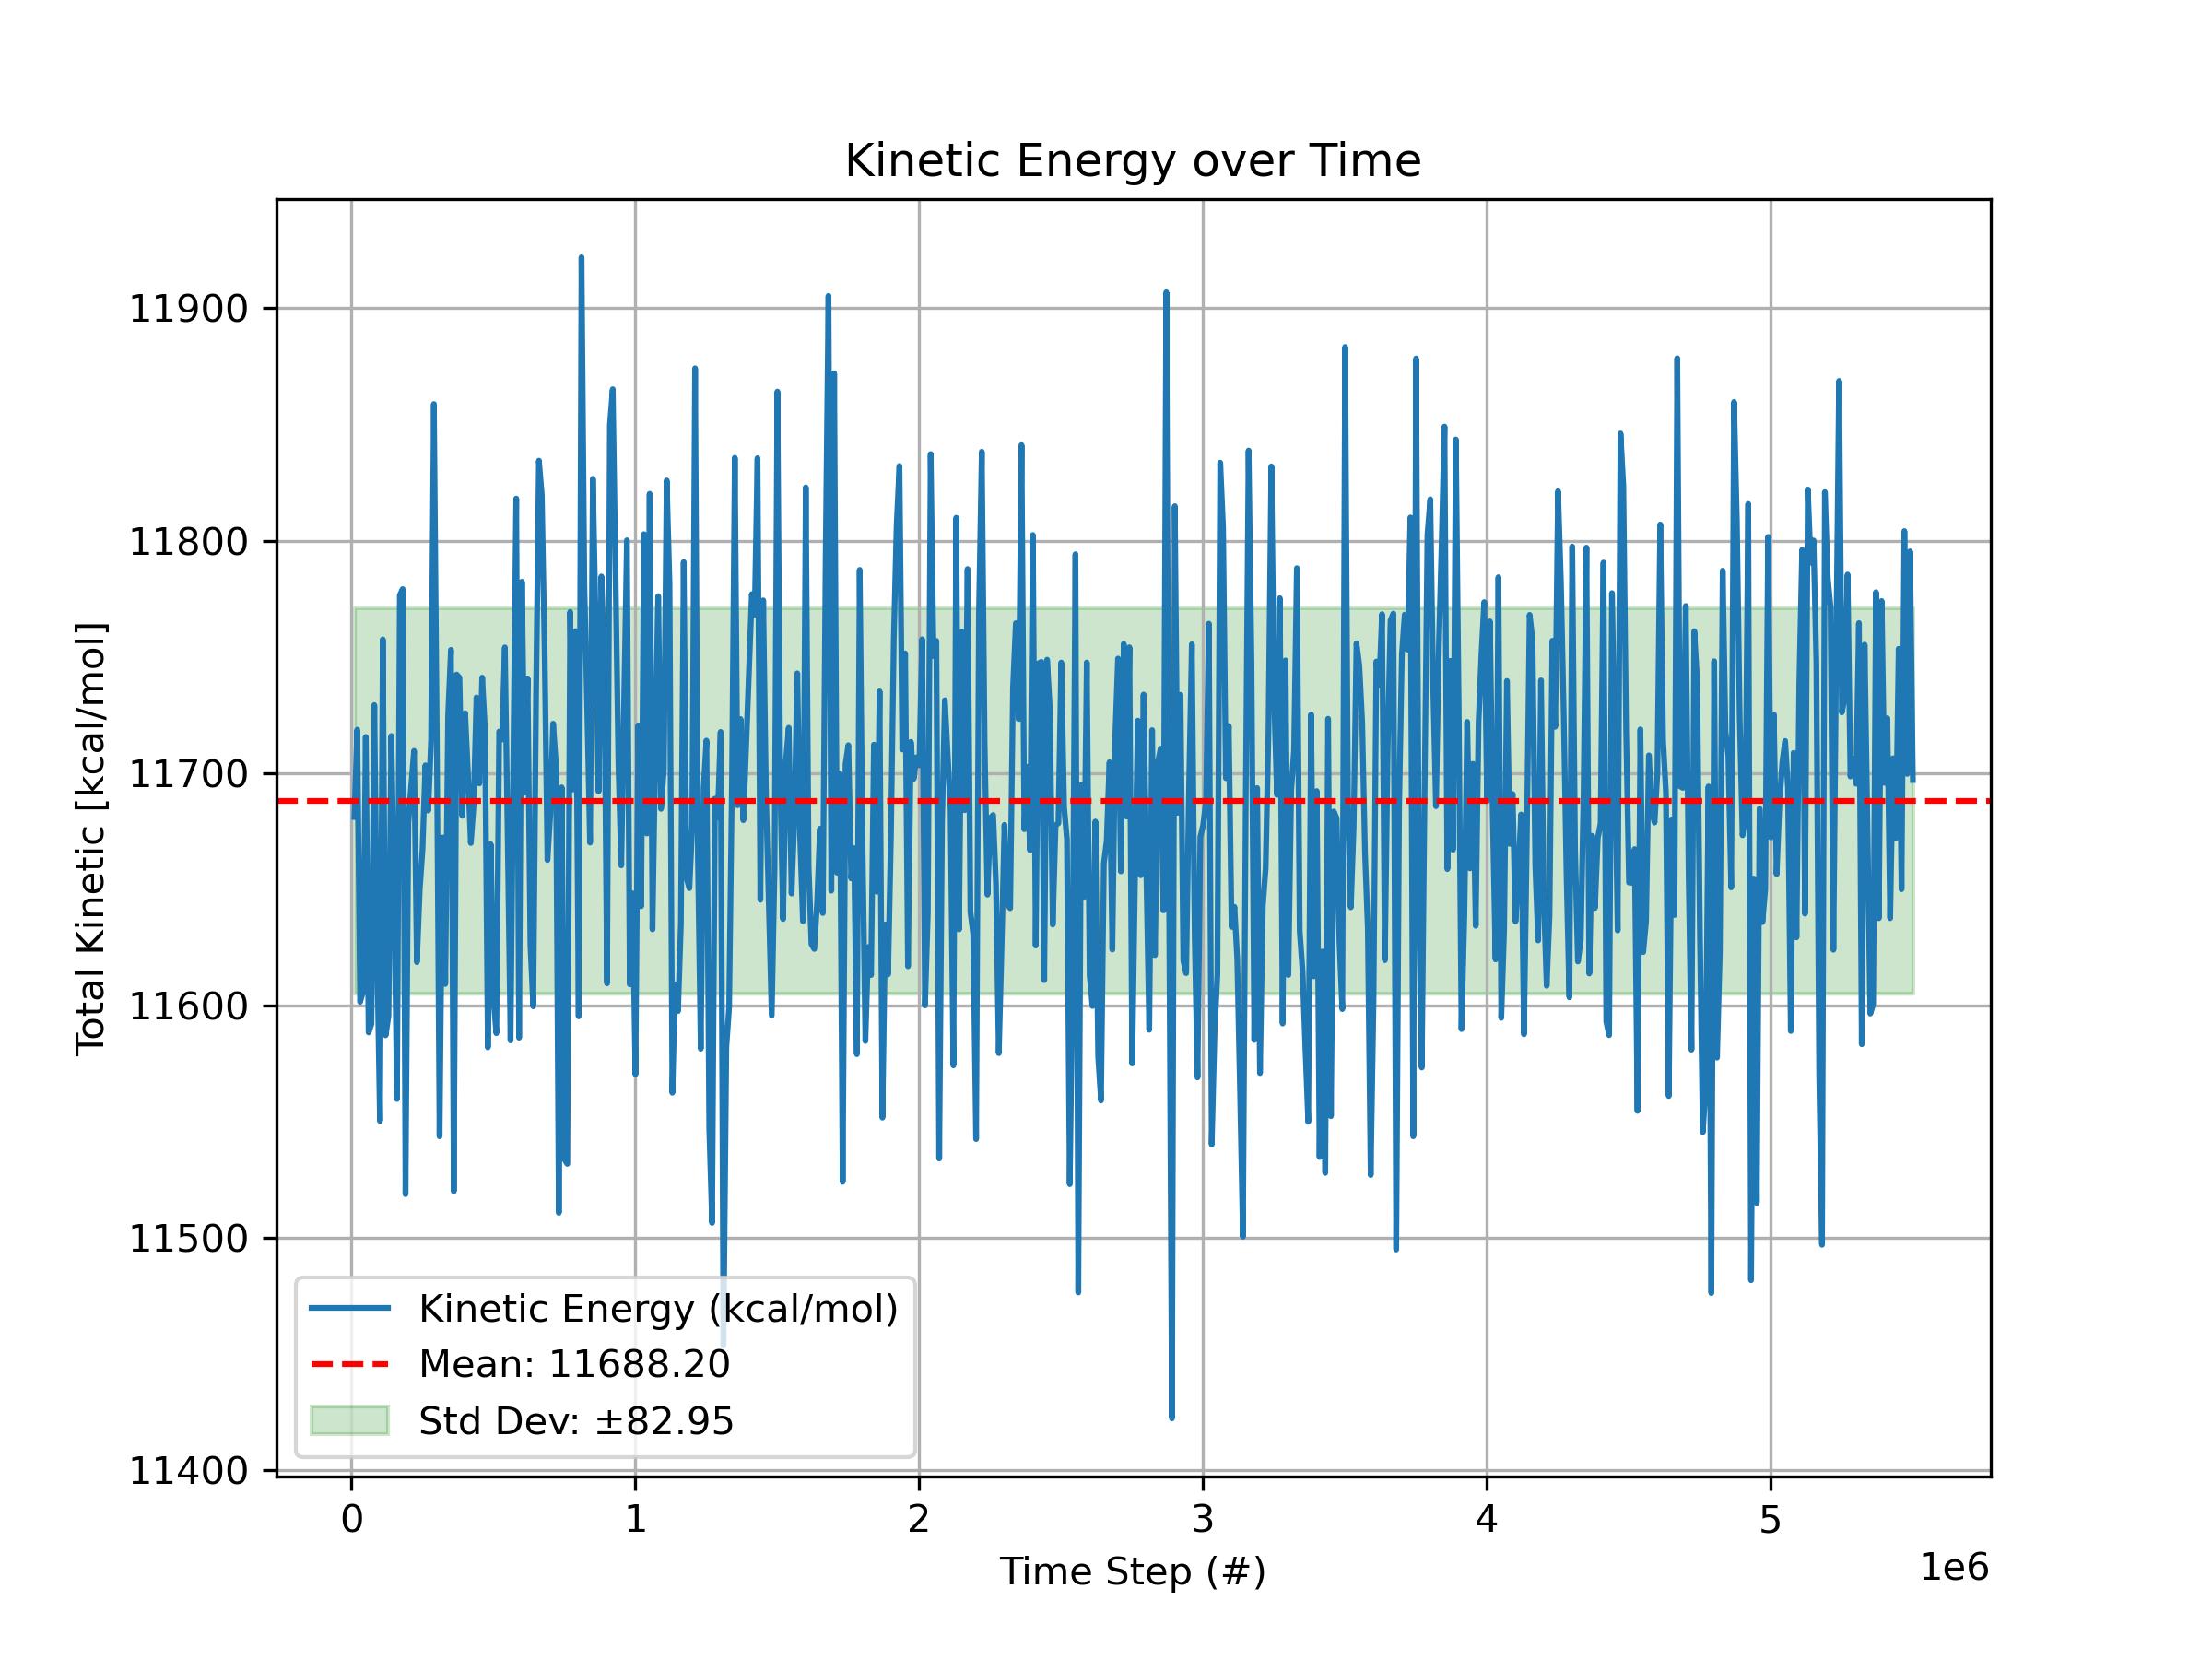 Kinetic Energy over Time
Total Kinetic [kcal/mol]
11900
11800
11700
11600
11500
11400
Kinetic Energy (kcal/mol)
Mean: 11688.20
Std Dev: ±82.95
0 1 2 3 4 5
1e6
Time Step (#)